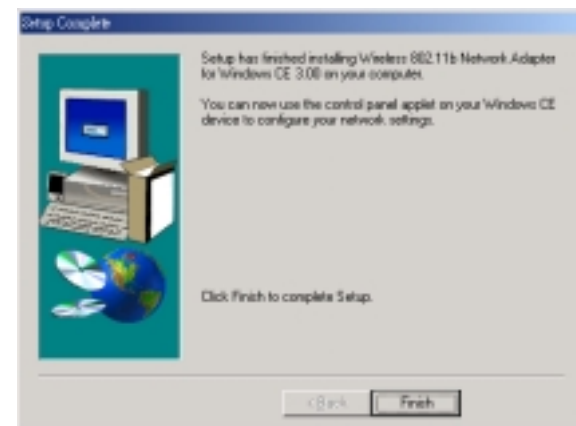 Setup Complete
Setup has finished installing Wireless 802.11b Network Adapter
for Windows CE 3.00 on your computer.
You can now use the control panel applet on your Windows CE
device to configure your network settings.
Click Finish to complete Setup.
< Back
Finish